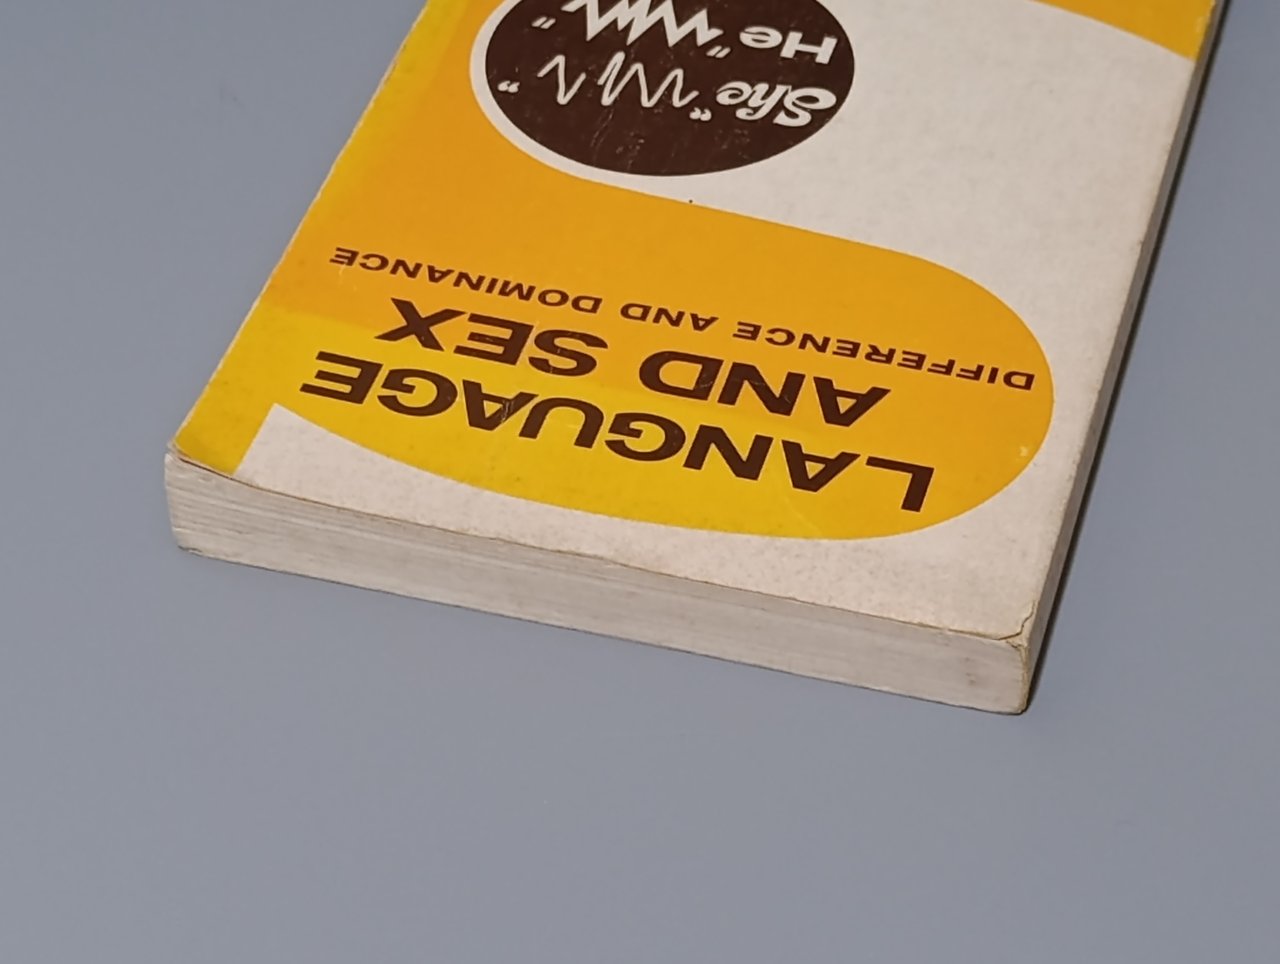 LANGUAGE
AND SEX
DIFFERENCE AND DOMINANCE
She " "
He " "